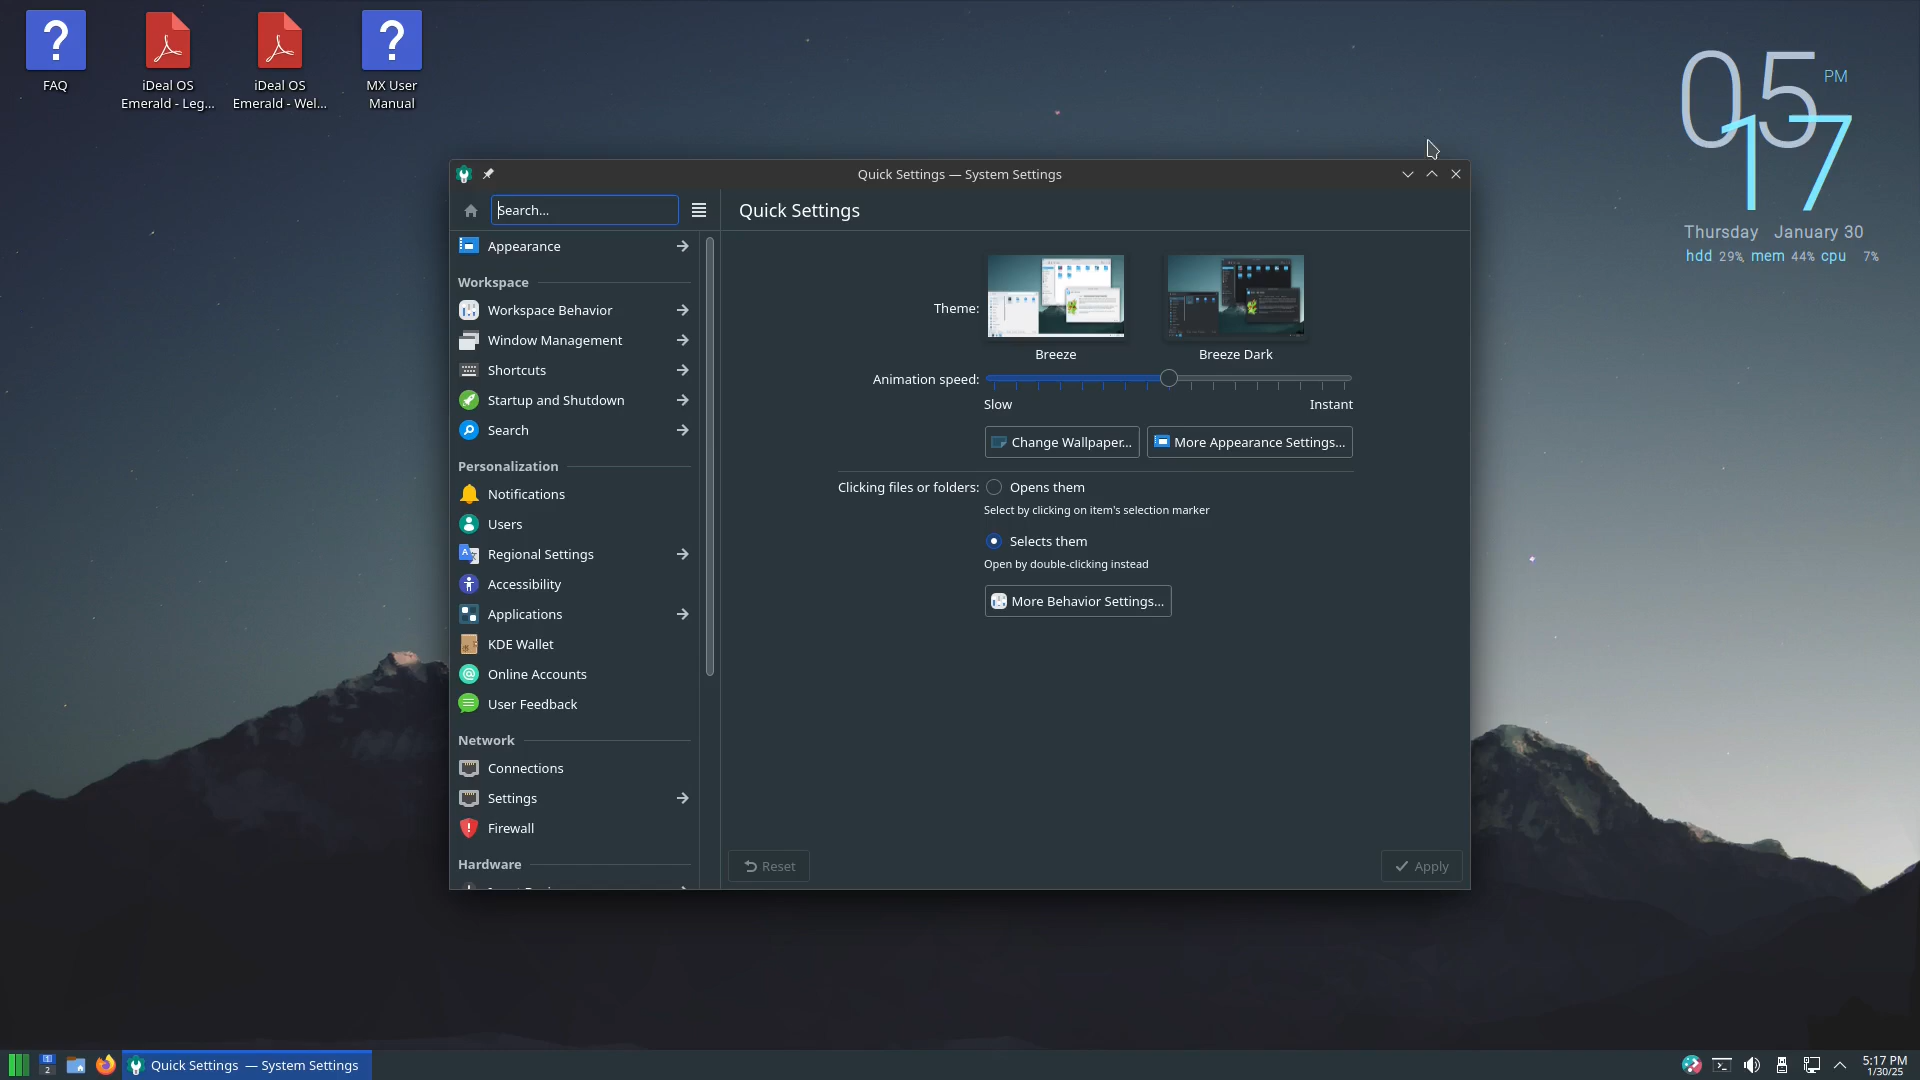 FAQ
iDeal OS
Emerald - Leg...
iDeal OS
Emerald - Wel...
MX User
Manual
05 PM
17
Thursday January 30
hdd 29% mem 44% cpu 7%
Quick Settings — System Settings
Search...
Quick Settings
Appearance
Workspace
Workspace Behavior
Window Management
Shortcuts
Startup and Shutdown
Search
Personalization
Notifications
Users
Regional Settings
Accessibility
Applications
KDE Wallet
Online Accounts
User Feedback
Network
Connections
Settings
Firewall
Hardware
Theme:
Breeze
Breeze Dark
Animation speed:
Slow
Instant
Change Wallpaper...
More Appearance Settings...
Clicking files or folders:
Opens them
Select by clicking on item's selection marker
Selects them
Open by double-clicking instead
More Behavior Settings...
Reset
Apply
1
2
Quick Settings — System Settings
5:17 PM
1/30/25